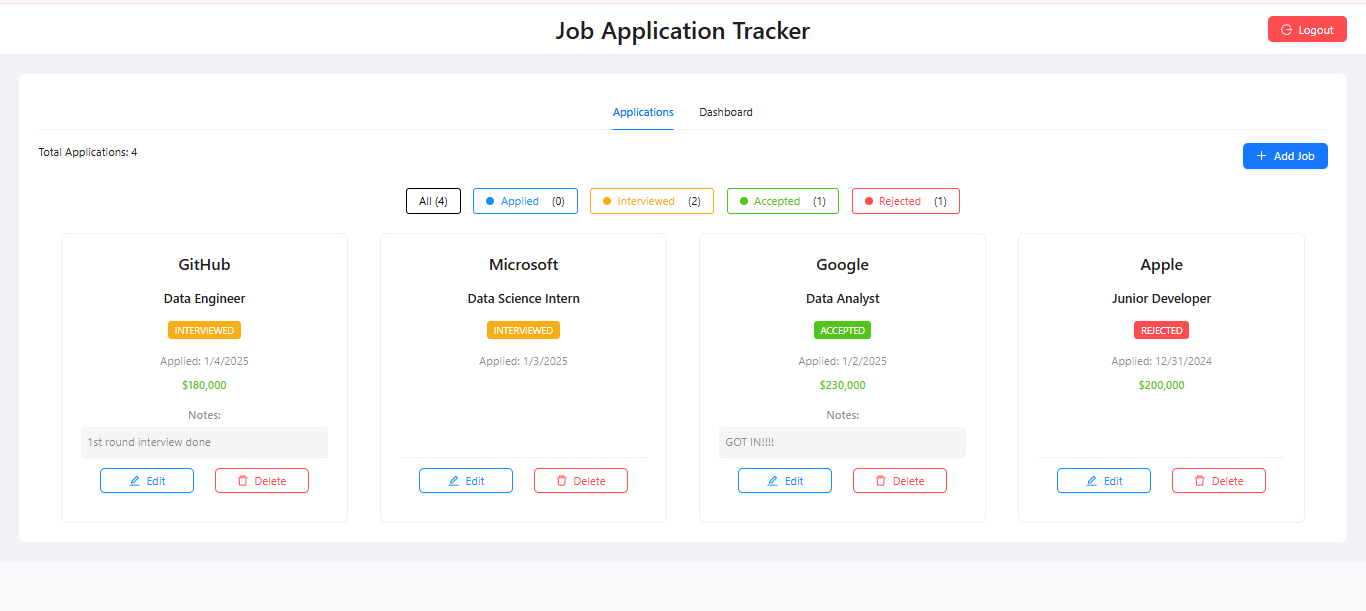 Job Application Tracker
Logout
Applications Dashboard
Total Applications: 4
Add Job
All (4) Applied (0) Interviewed (2) Accepted (1) Rejected (1)
GitHub
Data Engineer
INTERVIEWED
Applied: 1/4/2025
$180,000
Notes:
1st round interview done
Edit Delete
Microsoft
Data Science Intern
INTERVIEWED
Applied: 1/3/2025
Edit Delete
Google
Data Analyst
ACCEPTED
Applied: 1/2/2025
$230,000
Notes:
GOT IN!!!!
Edit Delete
Apple
Junior Developer
REJECTED
Applied: 12/31/2024
$200,000
Edit Delete